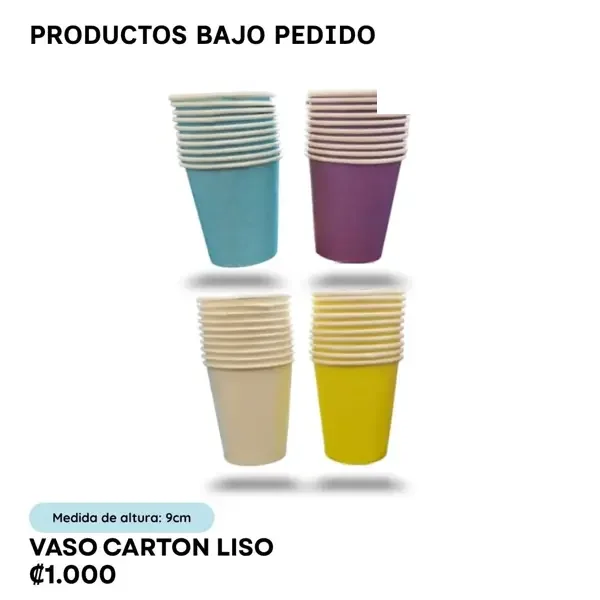 PRODUCTOS BAJO PEDIDO
Medida de altura: 9cm
VASO CARTON LISO
₡1.000